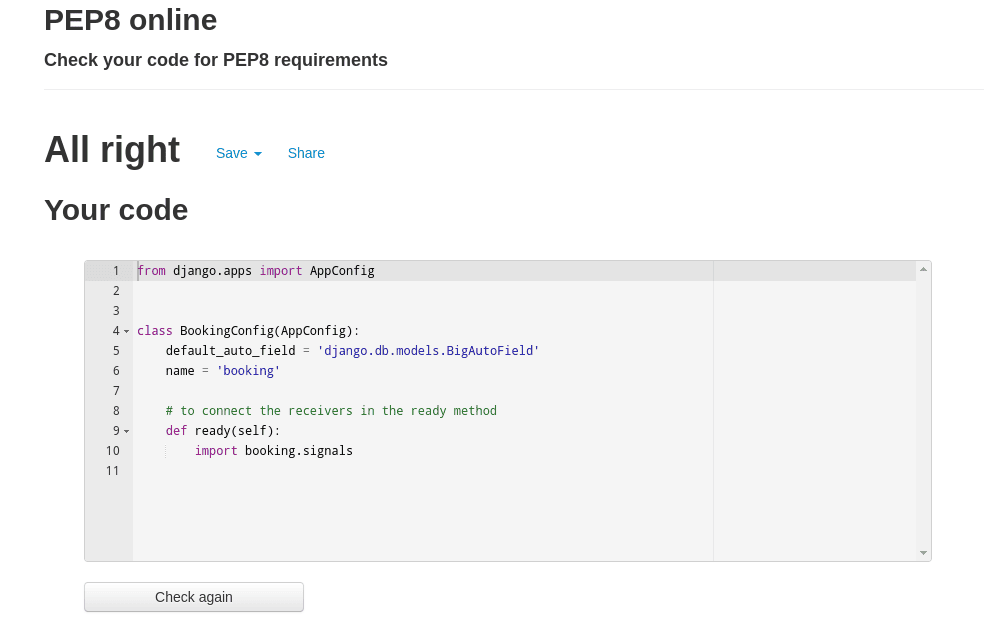 PEP8 online
Check your code for PEP8 requirements
All right Save Share
Your code
1 from django.apps import AppConfig
2
3
4 class BookingConfig(AppConfig):
5     default_auto_field = 'django.db.models.BigAutoField'
6     name = 'booking'
7
8     # to connect the receivers in the ready method
9     def ready(self):
10         import booking.signals
11
Check again